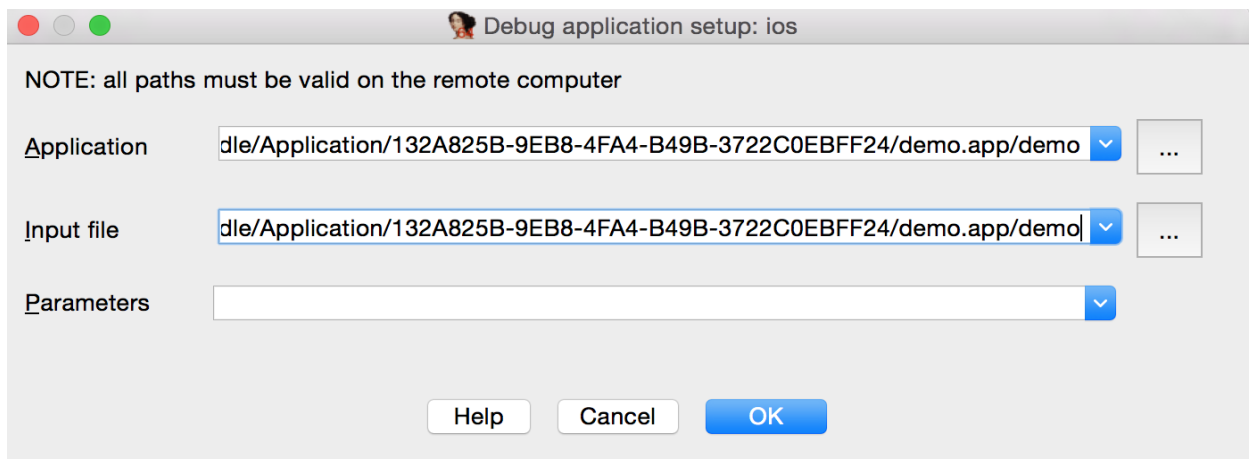 Debug application setup: ios
NOTE: all paths must be valid on the remote computer
Application dle/Application/132A825B-9EB8-4FA4-B49B-3722C0EBFF24/demo.app/demo ...
Input file dle/Application/132A825B-9EB8-4FA4-B49B-3722C0EBFF24/demo.app/demo ...
Parameters
Help Cancel OK